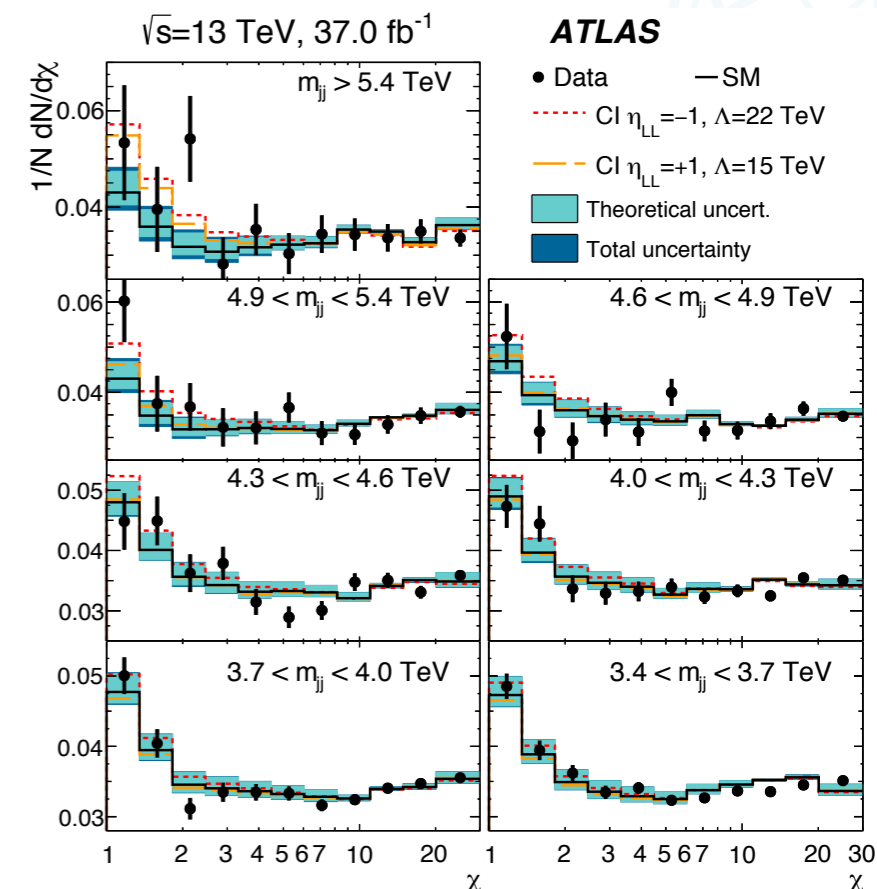 √s=13 TeV, 37.0 fb⁻¹
ATLAS
Data
SM
CI η_LL=−1, Λ=22 TeV
CI η_LL=+1, Λ=15 TeV
Theoretical uncert.
Total uncertainty
1/N dN/dχ
m_jj > 5.4 TeV
0.06
0.04
4.9 < m_jj < 5.4 TeV
0.06
0.04
4.6 < m_jj < 4.9 TeV
4.3 < m_jj < 4.6 TeV
0.05
0.04
0.03
4.0 < m_jj < 4.3 TeV
3.7 < m_jj < 4.0 TeV
0.05
0.04
0.03
3.4 < m_jj < 3.7 TeV
1 2 3 4 5 6 7 10 20
χ
1 2 3 4 5 6 7 10 20 30
χ